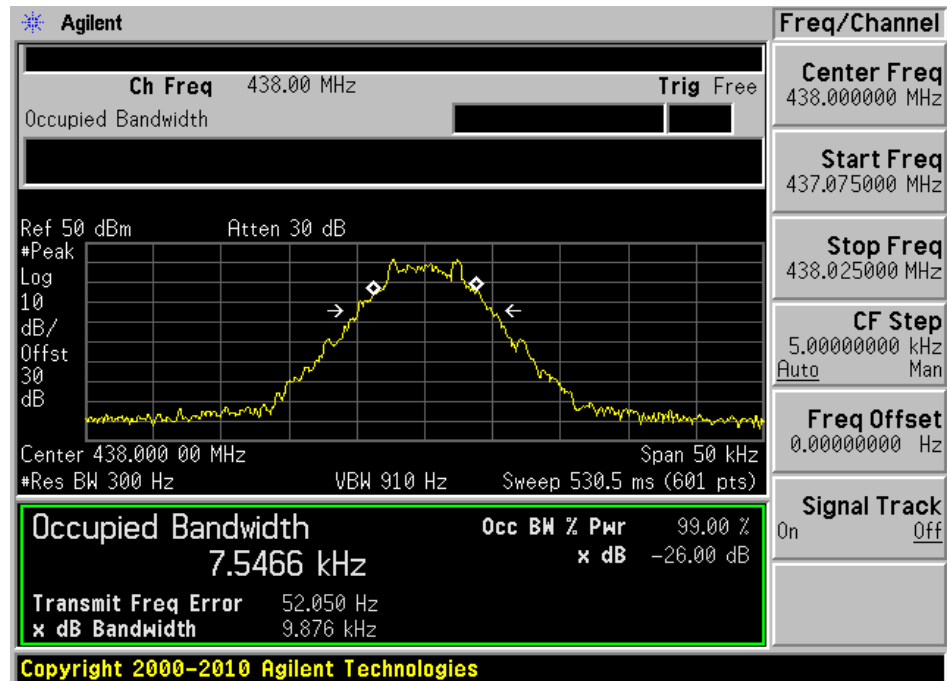 Agilent
Freq/Channel
Ch Freq 438.00 MHz Trig Free
Occupied Bandwidth
Center Freq
438.000000 MHz
Start Freq
437.075000 MHz
Stop Freq
438.025000 MHz
CF Step
5.00000000 kHz
Auto Man
Freq Offset
0.00000000 Hz
Signal Track
On Off
Ref 50 dBm Atten 30 dB
#Peak
Log
10
dB/
Offst
30
dB
Center 438.000 00 MHz Span 50 kHz
#Res BW 300 Hz VBW 910 Hz Sweep 530.5 ms (601 pts)
Occupied Bandwidth Occ BW % Pwr 99.00 %
7.5466 kHz x dB -26.00 dB
Transmit Freq Error 52.050 Hz
x dB Bandwidth 9.876 kHz
Copyright 2000-2010 Agilent Technologies